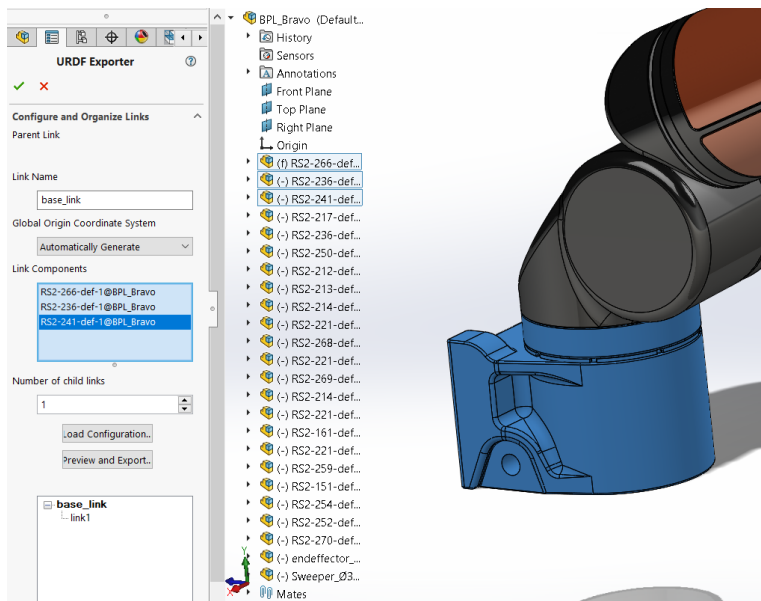 URDF Exporter
Configure and Organize Links
Parent Link
Link Name
base_link
Global Origin Coordinate System
Automatically Generate
Link Components
RS2-266-def-1@BPL_Bravo
RS2-236-def-1@BPL_Bravo
RS2-241-def-1@BPL_Bravo
Number of child links
1
.oad Configuration..
Preview and Export..
base_link
link1
BPL_Bravo (Default...
History
Sensors
A Annotations
Front Plane
Top Plane
Right Plane
Origin
(f) RS2-266-def...
(-) RS2-236-def...
(-) RS2-241-def...
(-) RS2-217-def...
(-) RS2-236-def...
(-) RS2-250-def...
(-) RS2-212-def...
(-) RS2-213-def...
(-) RS2-214-def...
(-) RS2-221-def...
(-) RS2-268-def...
(-) RS2-221-def...
(-) RS2-269-def...
(-) RS2-214-def...
(-) RS2-221-def...
(-) RS2-161-def...
(-) RS2-221-def...
(-) RS2-259-def...
(-) RS2-151-def...
(-) RS2-254-def...
(-) RS2-252-def...
(-) RS2-270-def...
(-) endeffector_...
(-) Sweeper_Ø3...
Mates
Y
X